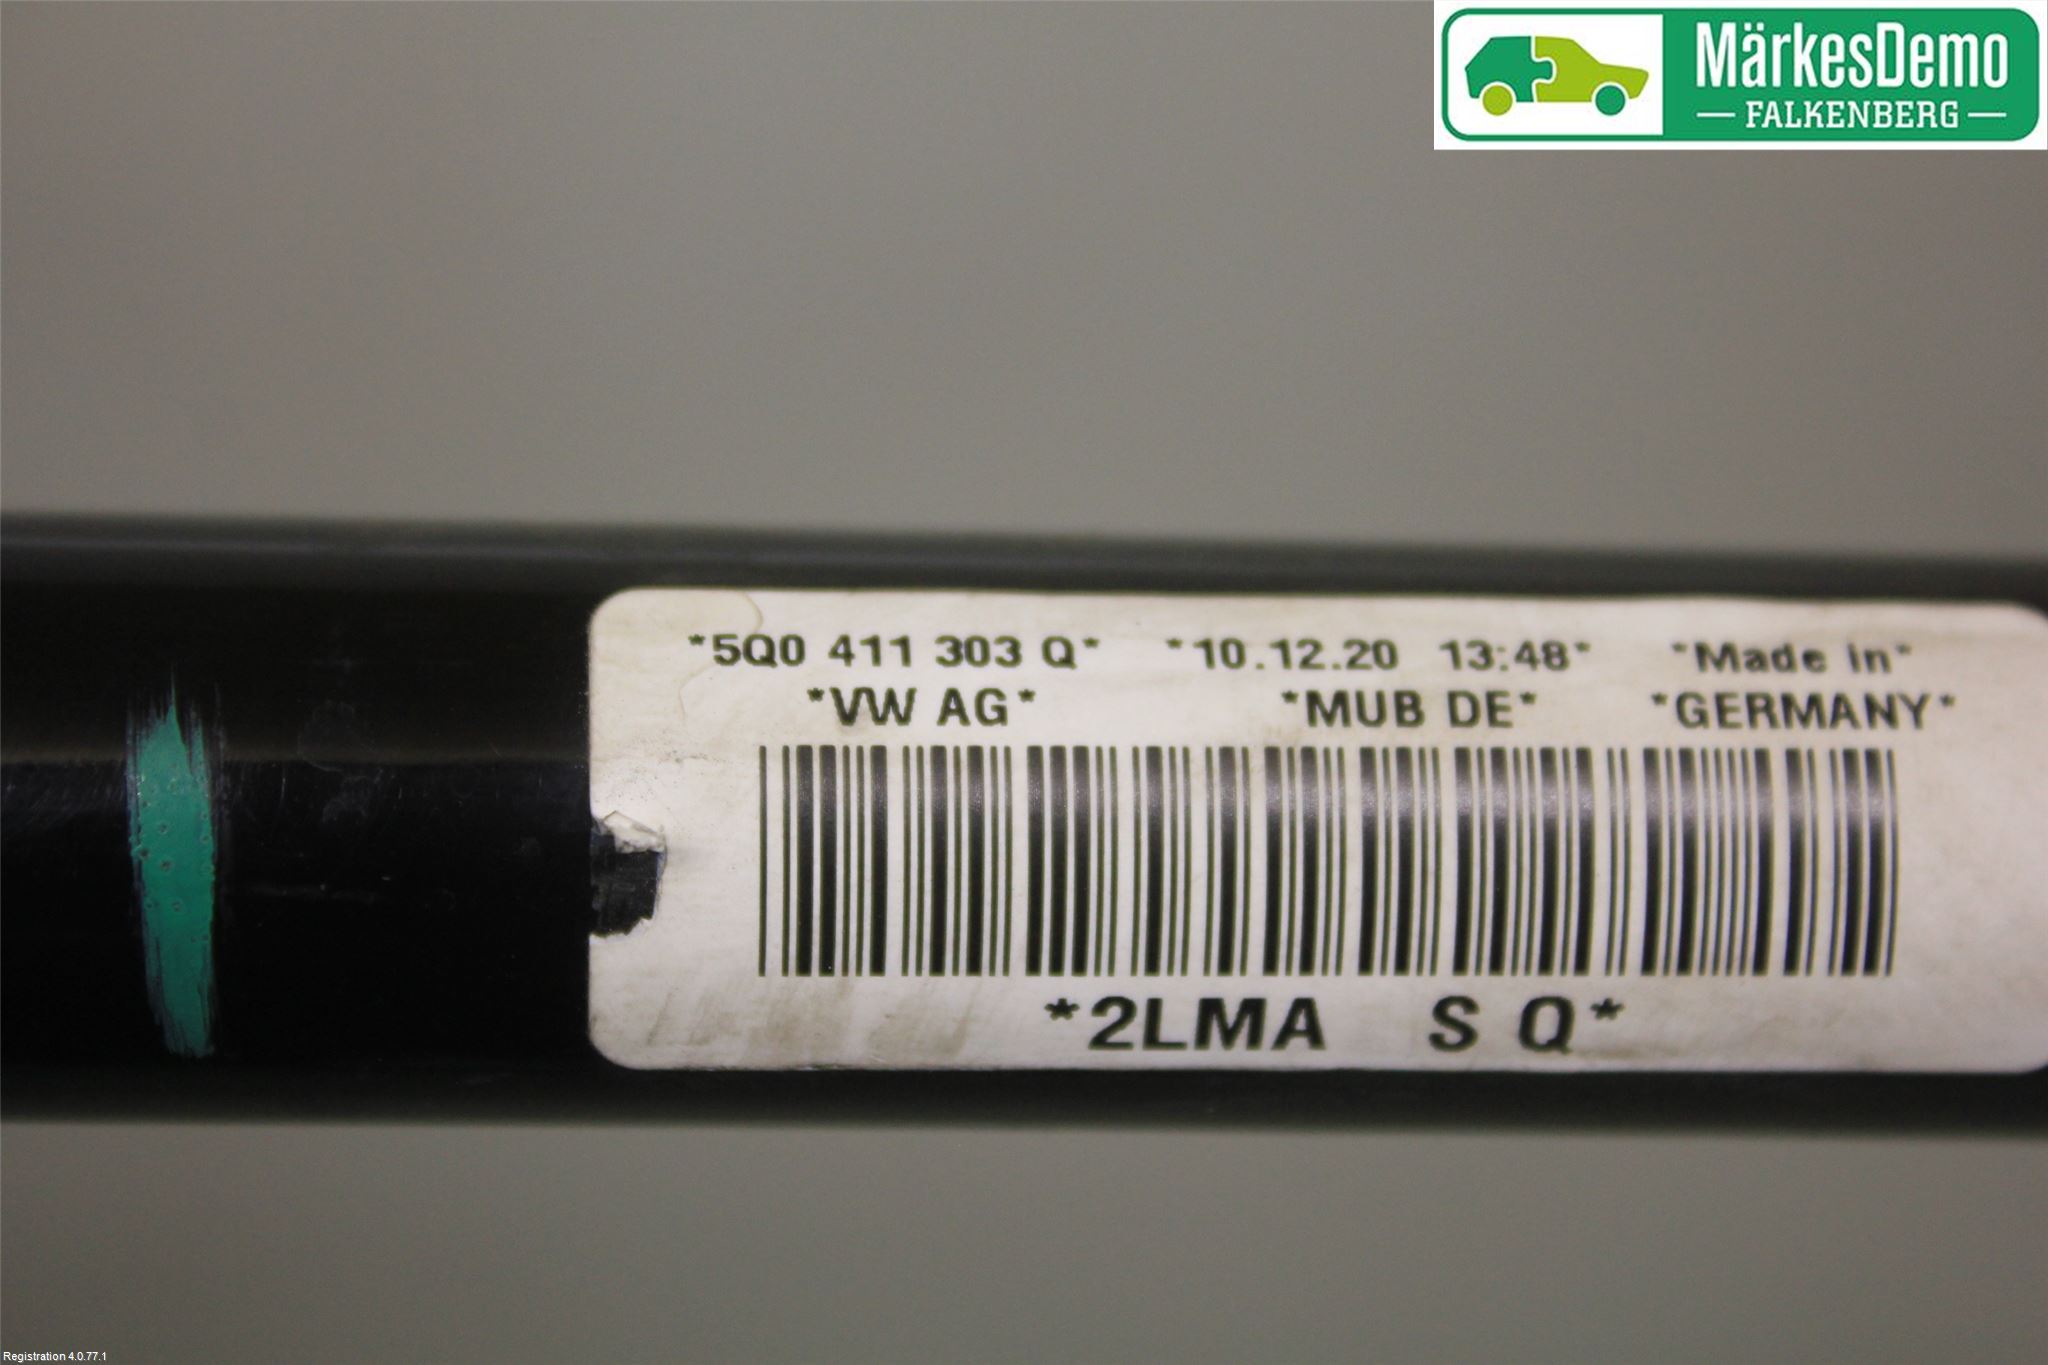 MärkesDemo
FALKENBERG
*5Q0 411 303 Q* *10.12.20 13:48* *Made in*
*VW AG* *MUB DE* *GERMANY*
*2LMA S Q*
Registration 4.0.77.1